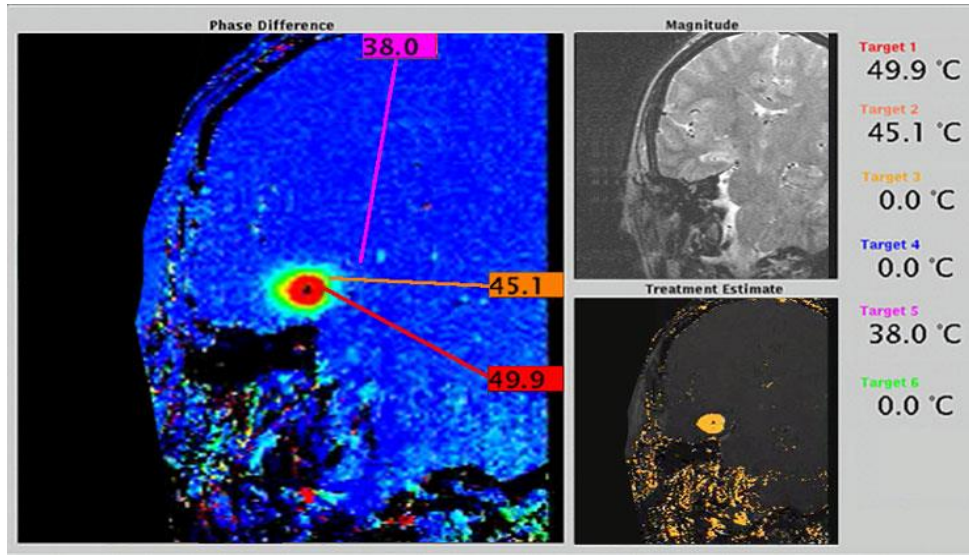 Phase Difference
38.0
45.1
49.9
Magnitude
Treatment Estimate
Target 1
49.9 °C
Target 2
45.1 °C
Target 3
0.0 °C
Target 4
0.0 °C
Target 5
38.0 °C
Target 6
0.0 °C